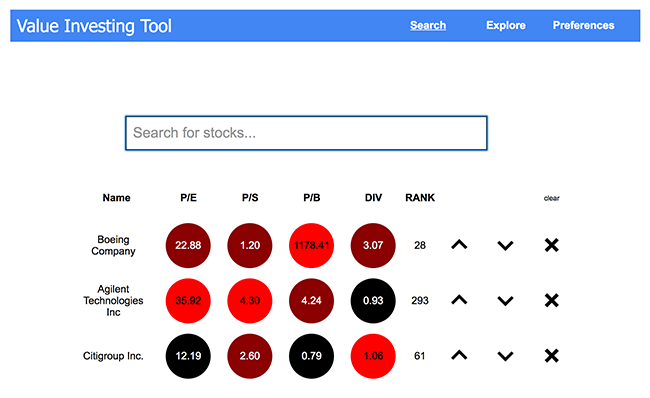 Value Investing Tool Search Explore Preferences
Search for stocks...
Name P/E P/S P/B DIV RANK clear
Boeing
Company 22.88 1.20 1178.41 3.07 28
Agilent
Technologies
Inc 35.92 4.30 4.24 0.93 293
Citigroup Inc. 12.19 2.60 0.79 1.06 61